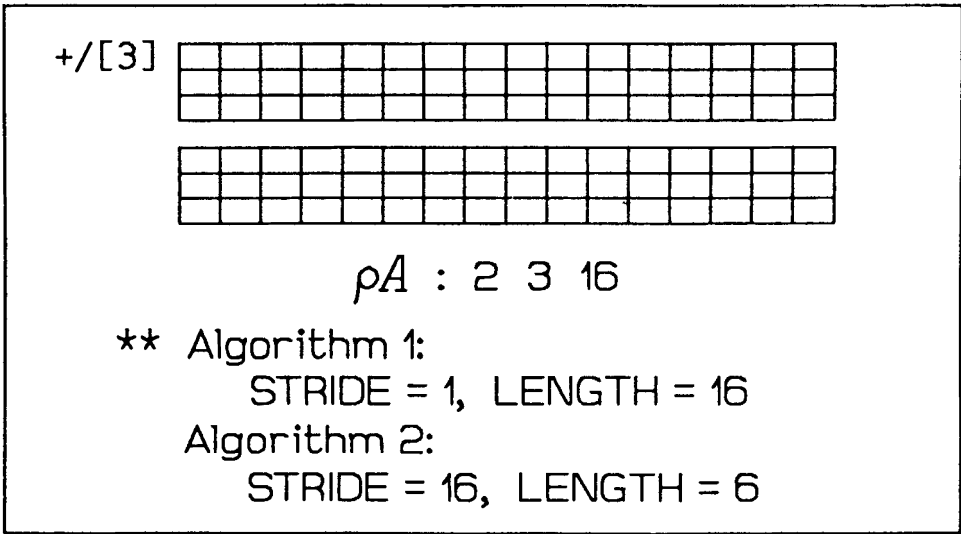 +/[3]
ρA : 2 3 16
** Algorithm 1:
STRIDE = 1, LENGTH = 16
Algorithm 2:
STRIDE = 16, LENGTH = 6